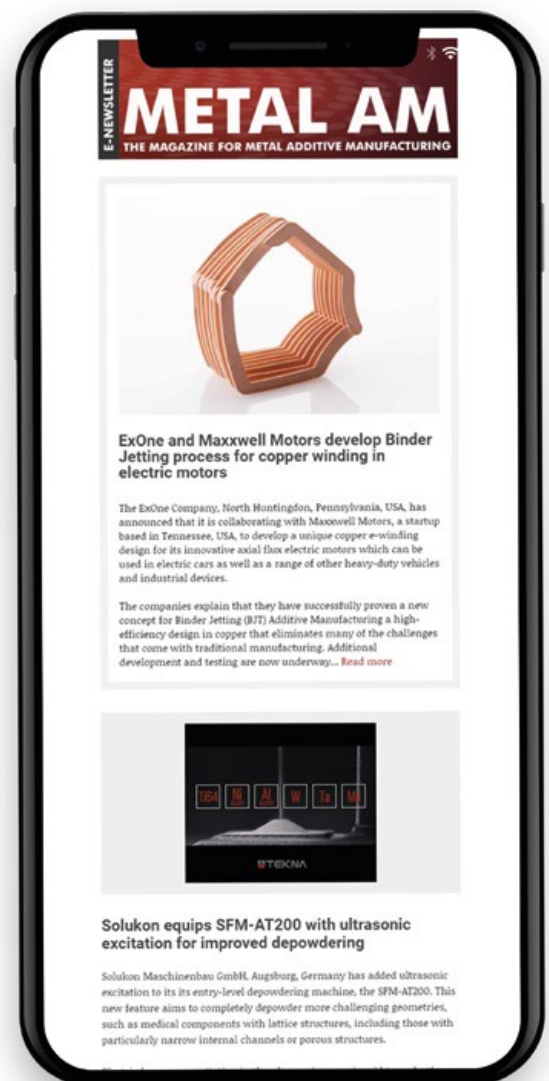 E-NEWSLETTER
METAL AM
THE MAGAZINE FOR METAL ADDITIVE MANUFACTURING
ExOne and Maxxwell Motors develop Binder
Jetting process for copper winding in
electric motors
The ExOne Company, North Huntingdon, Pennsylvania, USA, has
announced that it is collaborating with Maxxwell Motors, a startup
based in Tennessee, USA, to develop a unique copper e-winding
design for its innovative axial flux electric motors which can be
used in electric cars as well as a range of other heavy-duty vehicles
and industrial devices.
The companies explain that they have successfully proven a new
concept for Binder Jetting (BJT) Additive Manufacturing a high-
efficiency design in copper that eliminates many of the challenges
that come with traditional manufacturing. Additional
development and testing are now underway... Read more
Ti64 Ni Al W Ta Mo
TEKNA
Solukon equips SFM-AT200 with ultrasonic
excitation for improved depowdering
Solukon Maschinenbau GmbH, Augsburg, Germany has added ultrasonic
excitation to its its entry-level depowdering machine, the SFM-AT200. This
new feature aims to completely depowder more challenging geometries,
such as medical components with lattice structures, including those with
particularly narrow internal channels or porous structures.